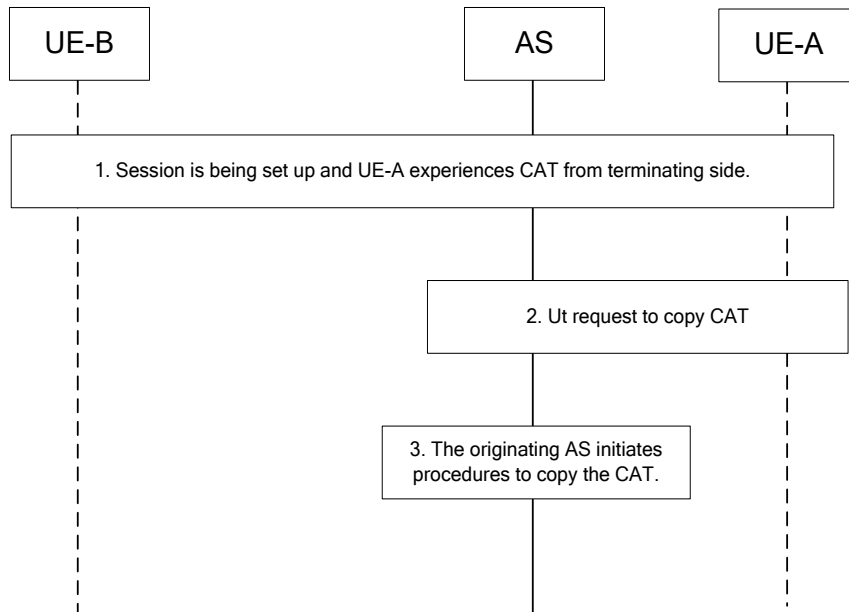 UE-B
AS
UE-A
1. Session is being set up and UE-A experiences CAT from terminating side.
2. Ut request to copy CAT
3. The originating AS initiates
procedures to copy the CAT.